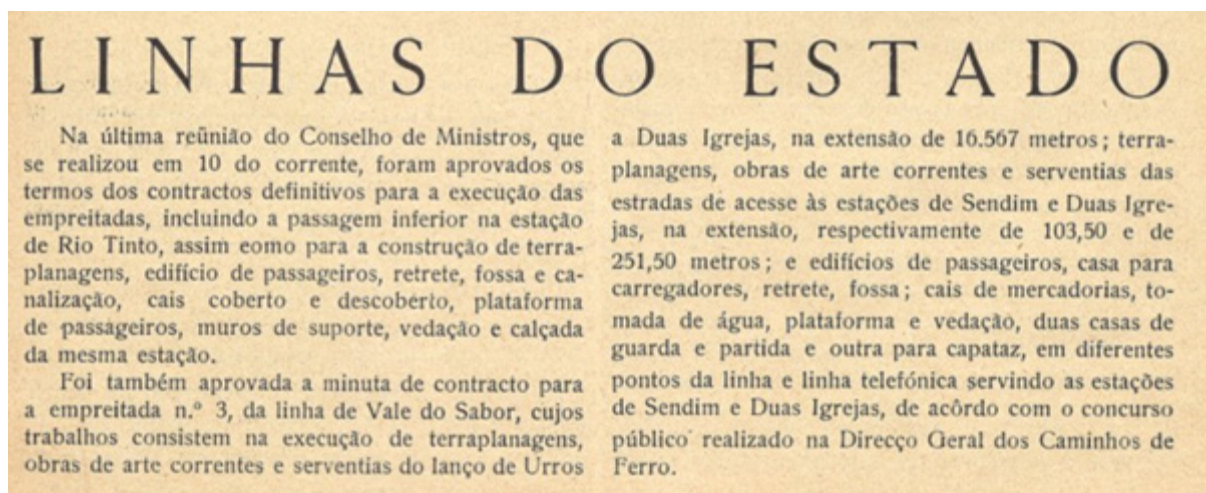 LINHAS DO ESTADO
Na última reünião do Conselho de Ministros, que
se realizou em 10 do corrente, foram aprovados os
termos dos contractos definitivos para a execução das
empreitadas, incluindo a passagem inferior na estação
de Rio Tinto, assim eomo para a construção de terra-
planagens, edifício de passageiros, retrete, fossa e ca-
nalização, cais coberto e descoberto, plataforma
de passageiros, muros de suporte, vedação e calçada
da mesma estação.
Foi também aprovada a minuta de contracto para
a empreitada n.º 3, da linha de Vale do Sabor, cujos
trabalhos consistem na execução de terraplanagens,
obras de arte correntes e serventias do lanço de Urros
a Duas Igrejas, na extensão de 16.567 metros; terra-
planagens, obras de arte correntes e serventias das
estradas de acesse às estações de Sendim e Duas Igre-
jas, na extensão, respectivamente de 103,50 e de
251,50 metros; e edifícios de passageiros, casa para
carregadores, retrete, fossa; cais de mercadorias, to-
mada de água, plataforma e vedação, duas casas de
guarda e partida e outra para capataz, em diferentes
pontos da linha e linha telefónica servindo as estações
de Sendim e Duas Igrejas, de acôrdo com o concurso
público realizado na Direcço Geral dos Caminhos de
Ferro.